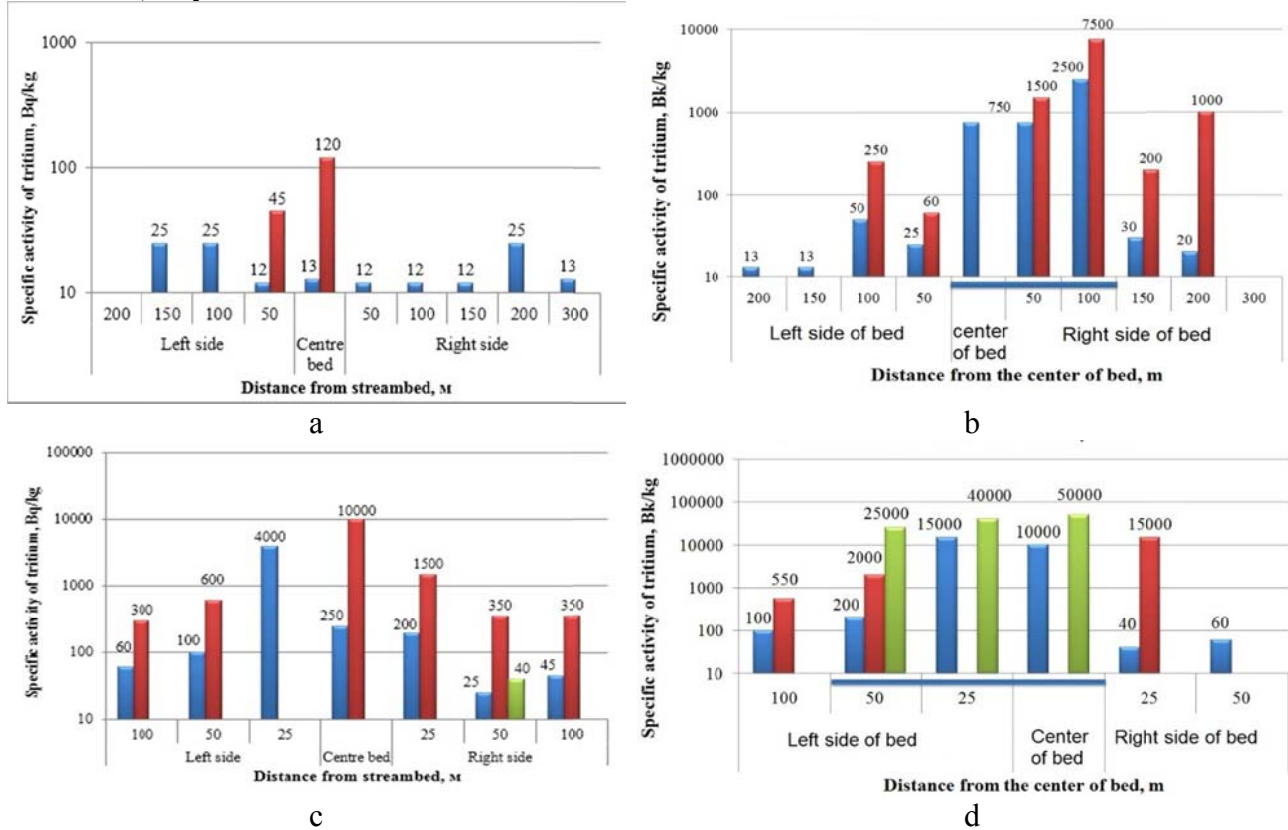 1000
100
10
Specific activity of tritium, Bq/kg
25 25 12 45 13 120 12 12 12 25 13
200 150 100 50 50 100 150 200 300
Left side Centre bed Right side
Distance from streambed, м
a
10000
1000
100
10
Specific activity of tritium, Bk/kg
13 13 50 250 25 60 750 1500 2500 7500 30 200 20 1000
200 150 100 50 50 100 150 200 300
Left side of bed center of bed Right side of bed
Distance from the center of bed, m
b
100000
10000
1000
100
10
Specific activity of tritium, Bq/kg
60 300 100 600 4000 250 10000 200 1500 25 350 40 45 350
100 50 25 25 50 100
Left side Centre bed Right side
Distance from streambed, м
c
1000000
100000
10000
1000
100
10
Specific activity of tritium, Bk/kg
100 550 200 2000 25000 15000 40000 10000 50000 40 15000 60
100 50 25 25 50
Left side of bed Center of bed Right side of bed
Distance from the center of bed, m
d